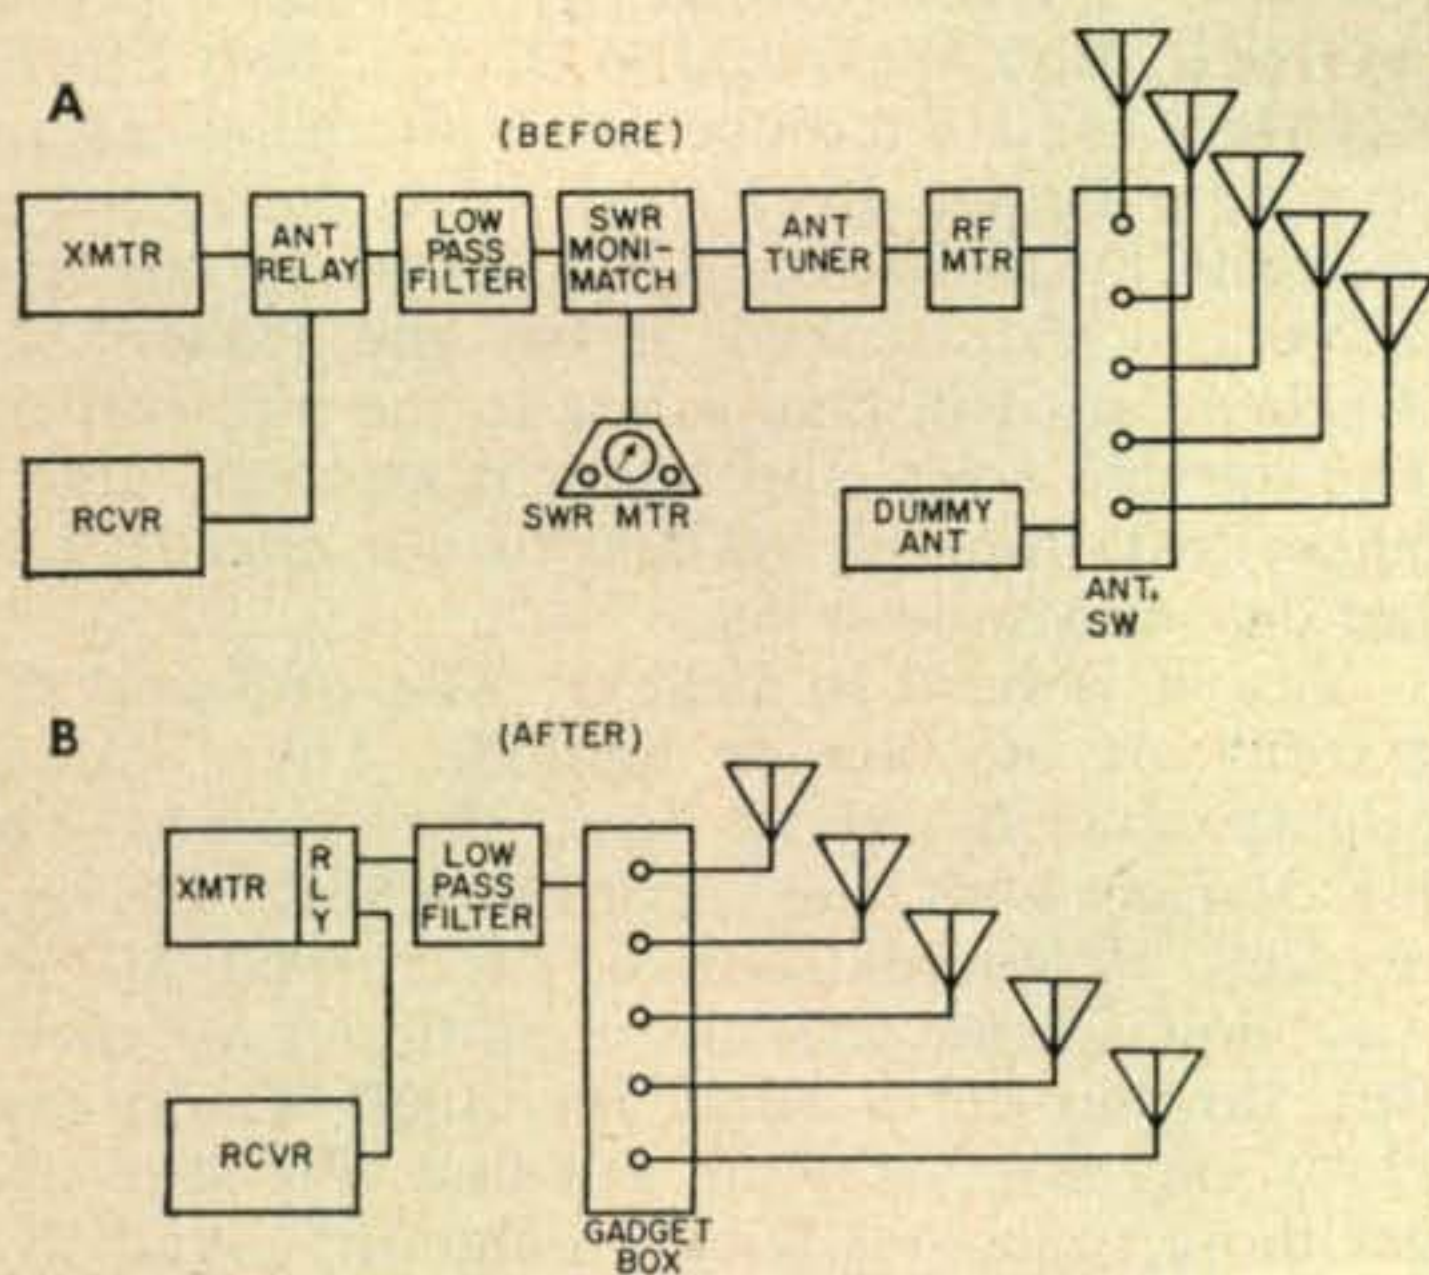 A
(BEFORE)
XMTR
ANT
RELAY
LOW
PASS
FILTER
SWR
MONI-
MATCH
ANT
TUNER
RF
MTR
RCVR
SWR MTR
DUMMY
ANT
ANT.
SW
B
(AFTER)
XMTR
R
L
Y
LOW
PASS
FILTER
RCVR
GADGET
BOX